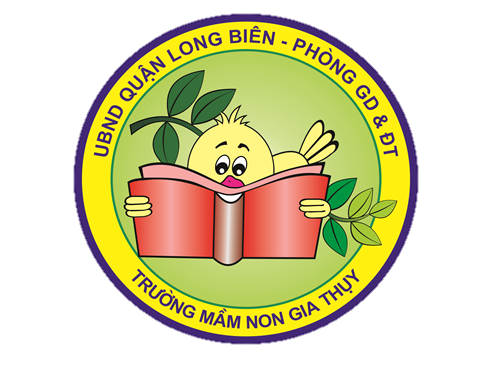 UBND QUẬN LONG BIÊN - PHÒNG GD & ĐT
TRƯỜNG MẦM NON GIA THỤY